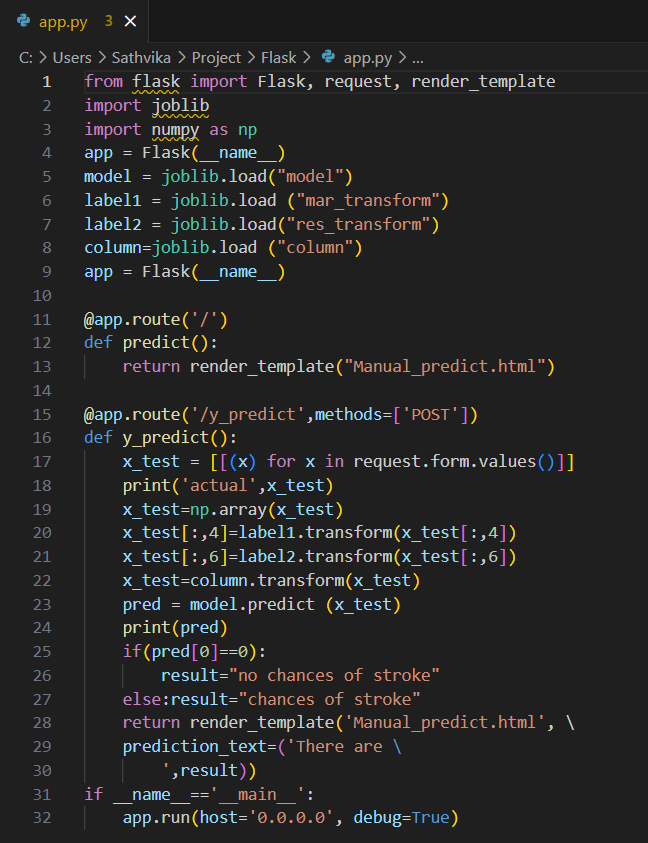 app.py 3 ×
C: > Users > Sathvika > Project > Flask > app.py > ...
1 from flask import Flask, request, render_template
2 import joblib
3 import numpy as np
4 app = Flask(__name__)
5 model = joblib.load("model")
6 label1 = joblib.load ("mar_transform")
7 label2 = joblib.load("res_transform")
8 column=joblib.load ("column")
9 app = Flask(__name__)
10
11 @app.route('/')
12 def predict():
13     return render_template("Manual_predict.html")
14
15 @app.route('/y_predict',methods=['POST'])
16 def y_predict():
17     x_test = [[(x) for x in request.form.values()]]
18     print('actual',x_test)
19     x_test=np.array(x_test)
20     x_test[:,4]=label1.transform(x_test[:,4])
21     x_test[:,6]=label2.transform(x_test[:,6])
22     x_test=column.transform(x_test)
23     pred = model.predict (x_test)
24     print(pred)
25     if(pred[0]==0):
26         result="no chances of stroke"
27     else:result="chances of stroke"
28     return render_template('Manual_predict.html', \
29     prediction_text=('There are \
30         ',result))
31 if __name__=='__main__':
32     app.run(host='0.0.0.0', debug=True)